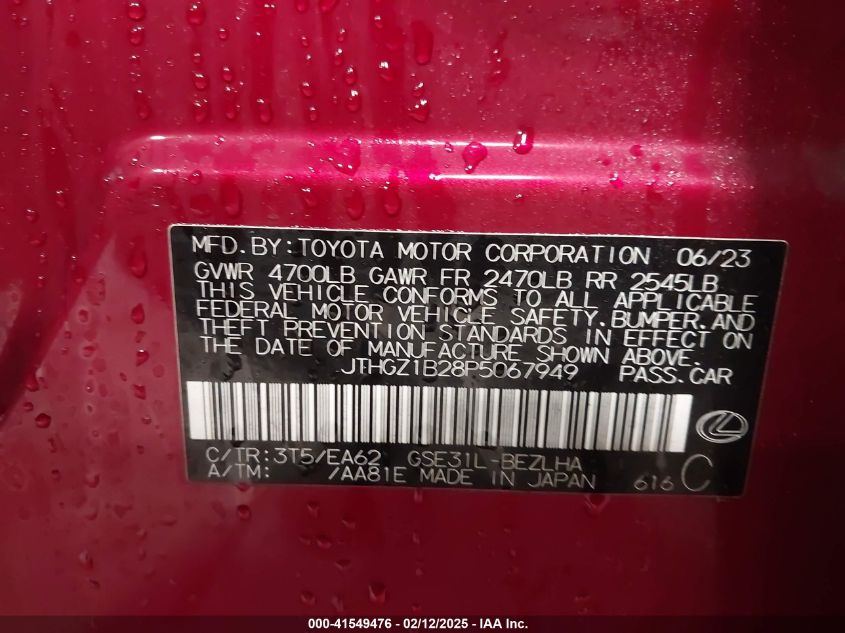 MFD.BY:TOYOTA MOTOR CORPORATION 06/23
GVWR 4700LB GAWR FR 2470LB RR 2545LB
THIS VEHICLE CONFORMS TO ALL APPLICABLE
FEDERAL MOTOR VEHICLE SAFETY,BUMPER,AND
THEFT PREVENTION STANDARDS IN EFFECT ON
THE DATE OF MANUFACTURE SHOWN ABOVE.
JTHGZ1B28P5067949 PASS.CAR
C/TR:3T5/EA62 GSE31L-BEZLHA
A/TM: /AA81E MADE IN JAPAN 616 C
000-41549476 - 02/12/2025 - IAA Inc.